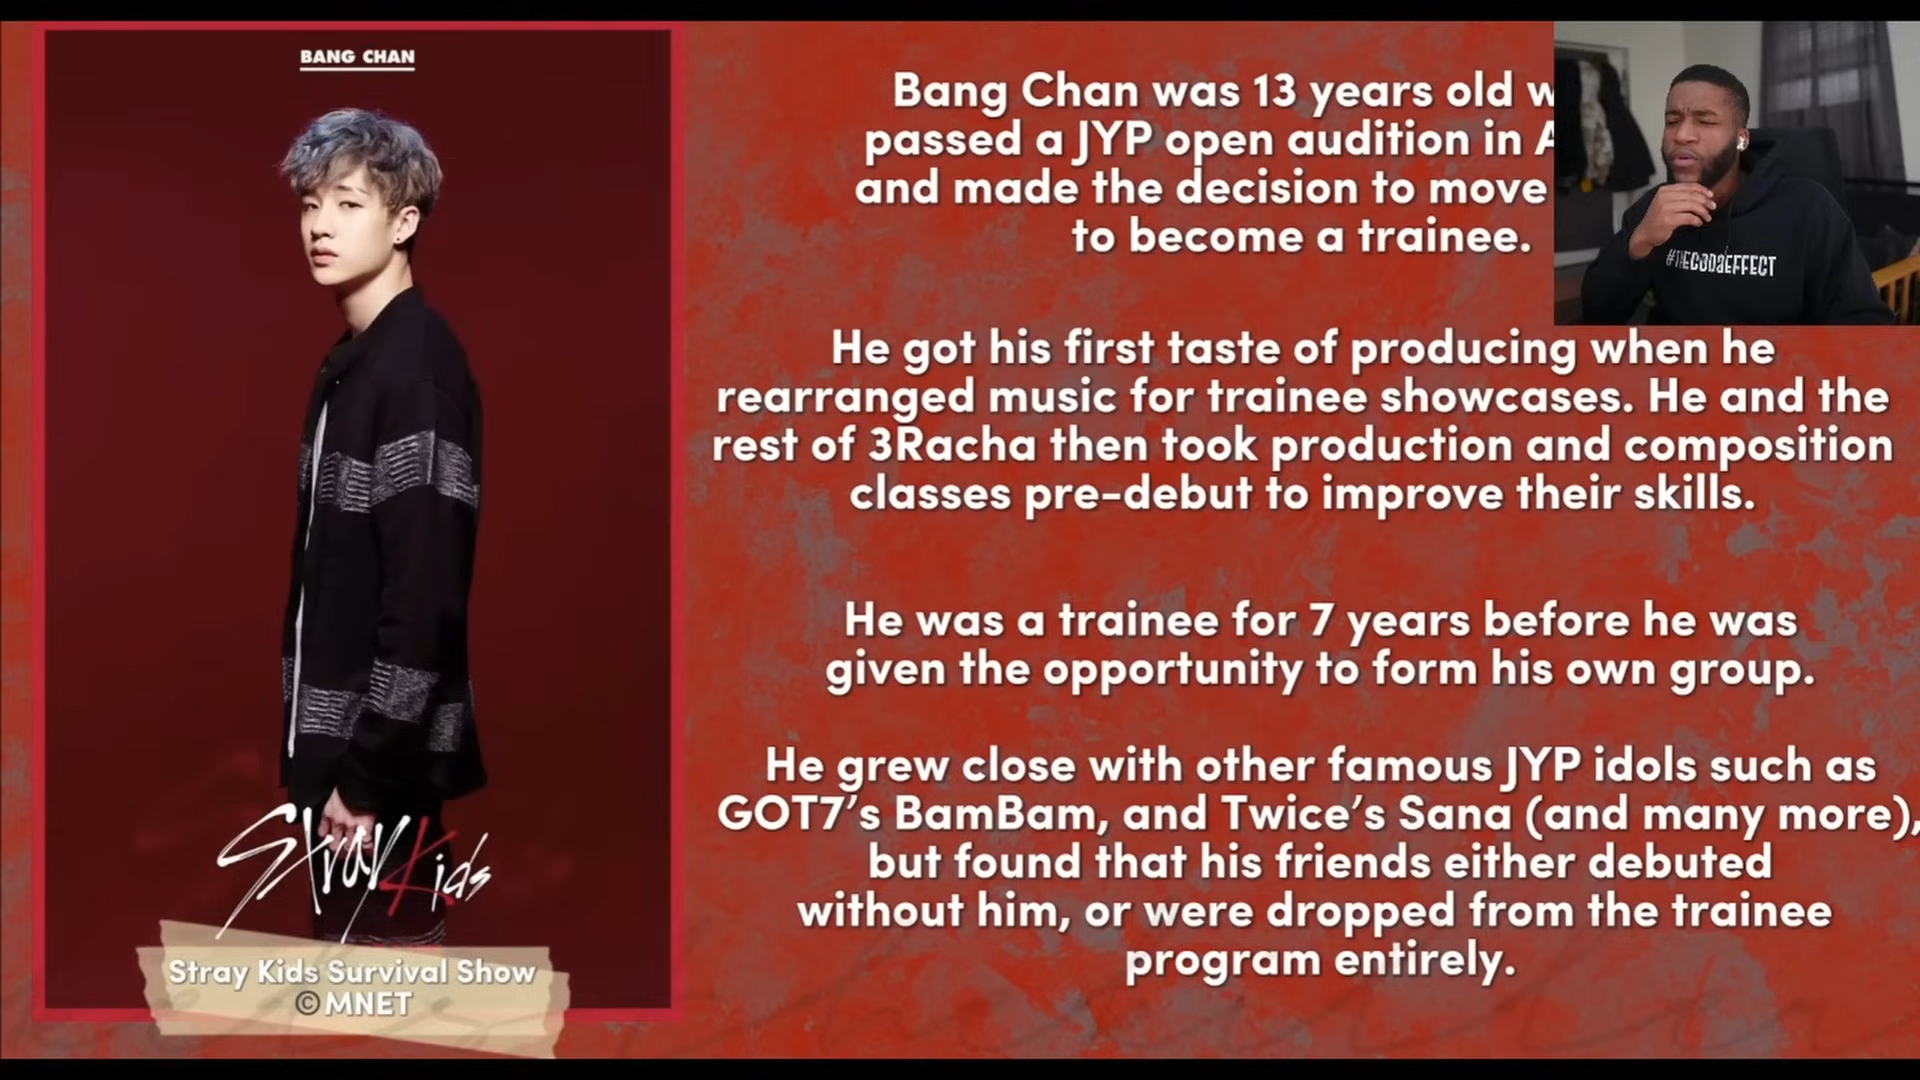 BANG CHAN
Stray Kids
Stray Kids Survival Show
©MNET
Bang Chan was 13 years old
passed a JYP open audition in
and made the decision to move
to become a trainee.
He got his first taste of producing when he
rearranged music for trainee showcases. He and the
rest of 3Racha then took production and composition
classes pre-debut to improve their skills.
He was a trainee for 7 years before he was
given the opportunity to form his own group.
He grew close with other famous JYP idols such as
GOT7’s BamBam, and Twice’s Sana (and many more),
but found that his friends either debuted
without him, or were dropped from the trainee
program entirely.
#THECODAEFFECT